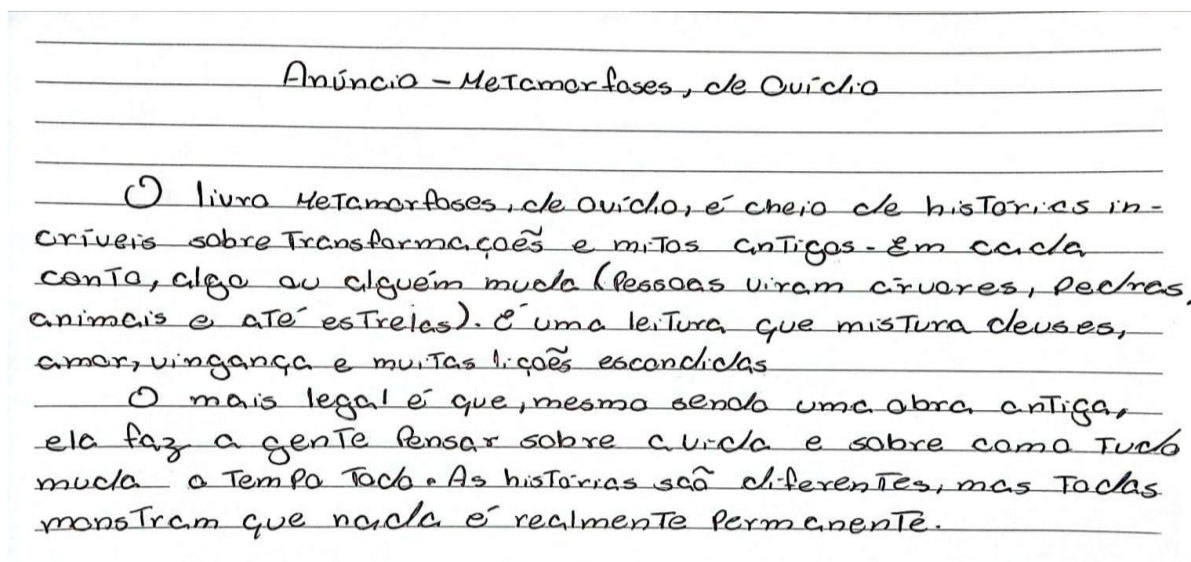 Anúncio - Metamorfoses, de Ovídio
O livro Metamorfoses, de Ovídio, é cheio de histórias in-
críveis sobre transformações e mitos antigos. Em cada
conto, algo ou alguém muda (pessoas viram árvores, pedras,
animais e até estrelas). É uma leitura que mistura deuses,
amor, vingança e muitas lições escondidas
O mais legal é que, mesmo sendo uma obra antiga,
ela faz a gente pensar sobre a vida e sobre como tudo
muda o tempo todo. As histórias são diferentes, mas todas
monstram que nada é realmente permanente.